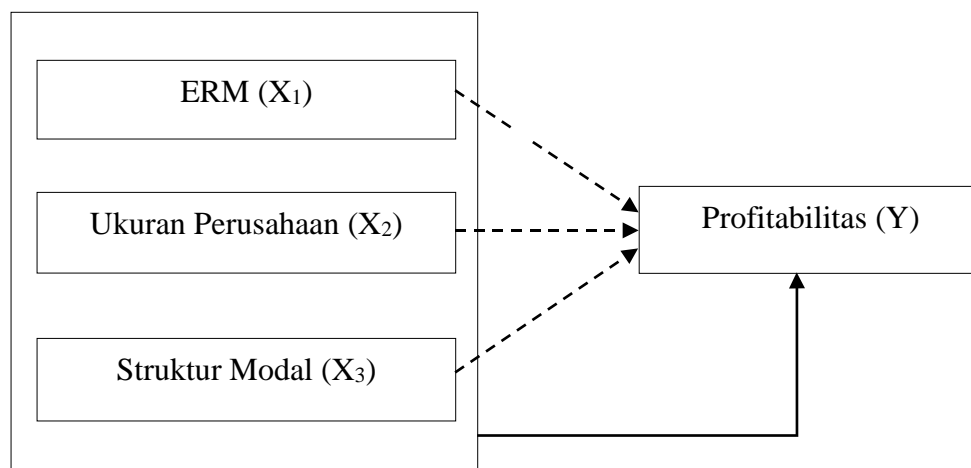 ERM (X₁)
Ukuran Perusahaan (X₂)
Profitabilitas (Y)
Struktur Modal (X₃)